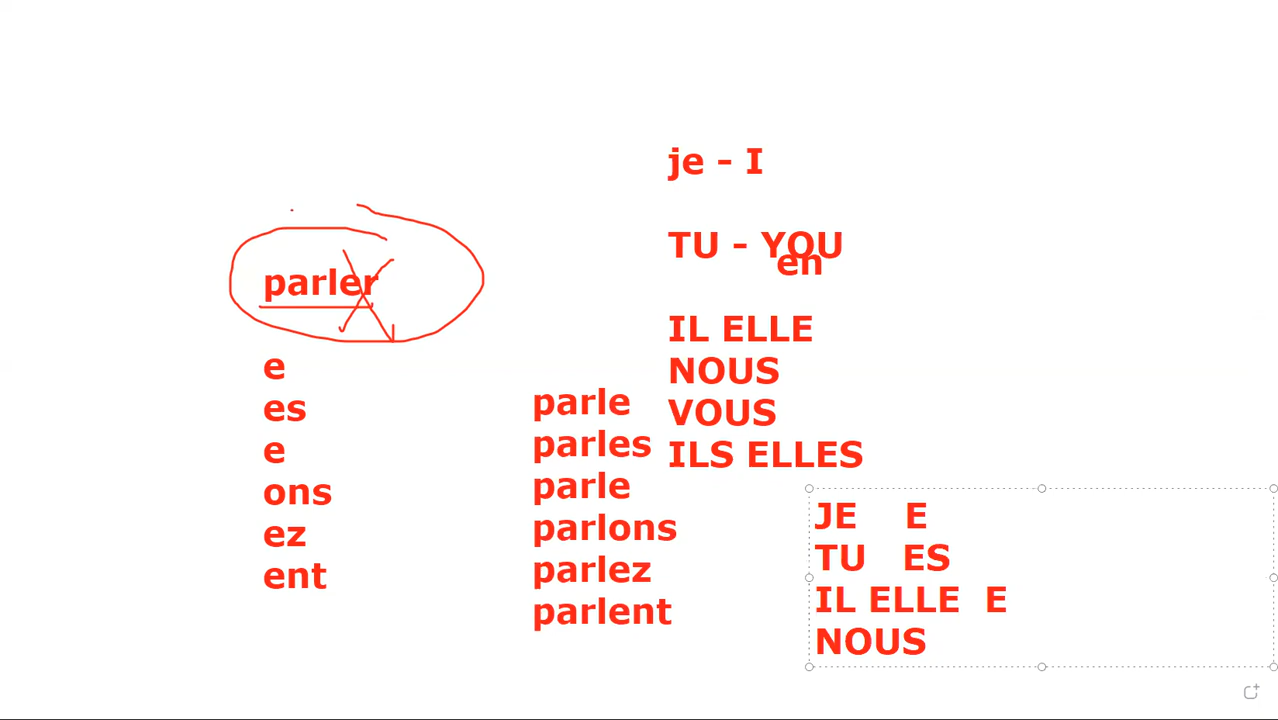 parler
e
es
e
ons
ez
ent
parle
parles
parle
parlons
parlez
parlent
je - I
TU - YOU
en
IL ELLE
NOUS
VOUS
ILS ELLES
JE E
TU ES
IL ELLE E
NOUS